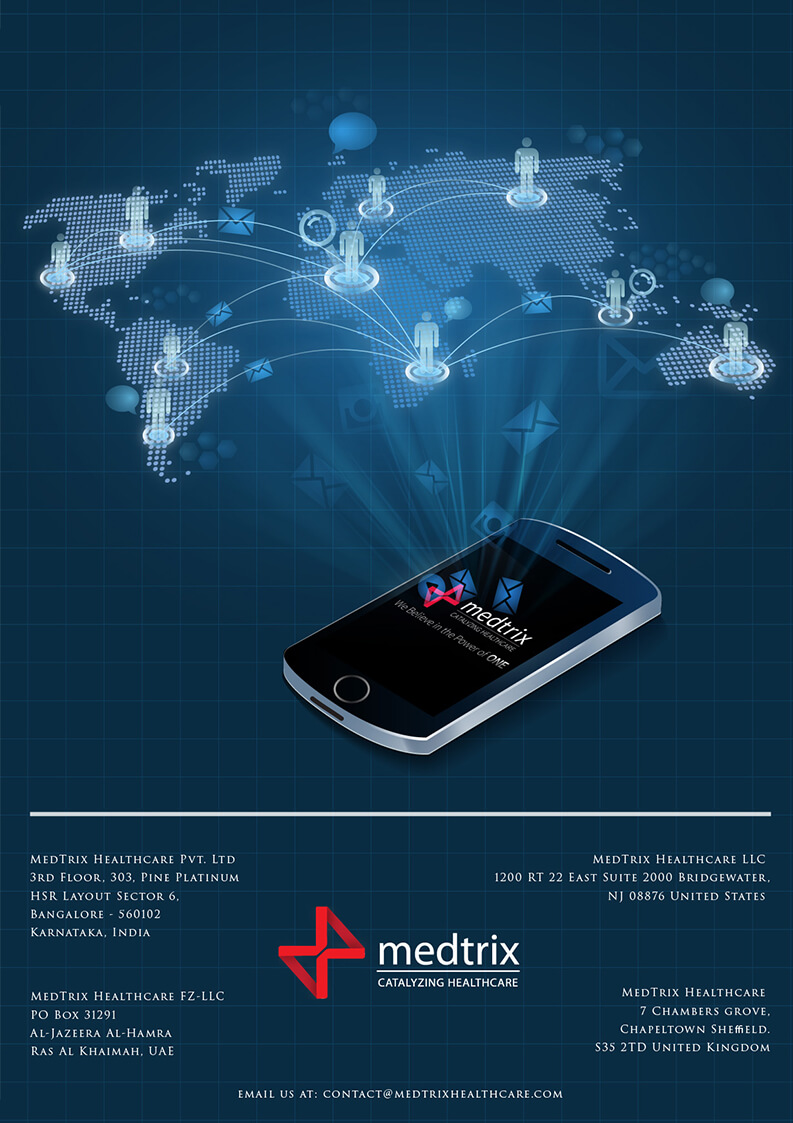 medtrix
CATALYZING HEALTHCARE
We Believe in the Power of ONE
MedTrix Healthcare Pvt. Ltd
3rd Floor, 303, Pine Platinum
HSR Layout Sector 6,
Bangalore - 560102
Karnataka, India
MedTrix Healthcare LLC
1200 RT 22 East Suite 2000 Bridgewater,
NJ 08876 United States
medtrix
CATALYZING HEALTHCARE
MedTrix Healthcare FZ-LLC
PO Box 31291
Al-Jazeera Al-Hamra
Ras Al Khaimah, UAE
MedTrix Healthcare
7 Chambers grove,
Chapeltown Sheffield.
S35 2TD United Kingdom
email us at: contact@medtrixhealthcare.com